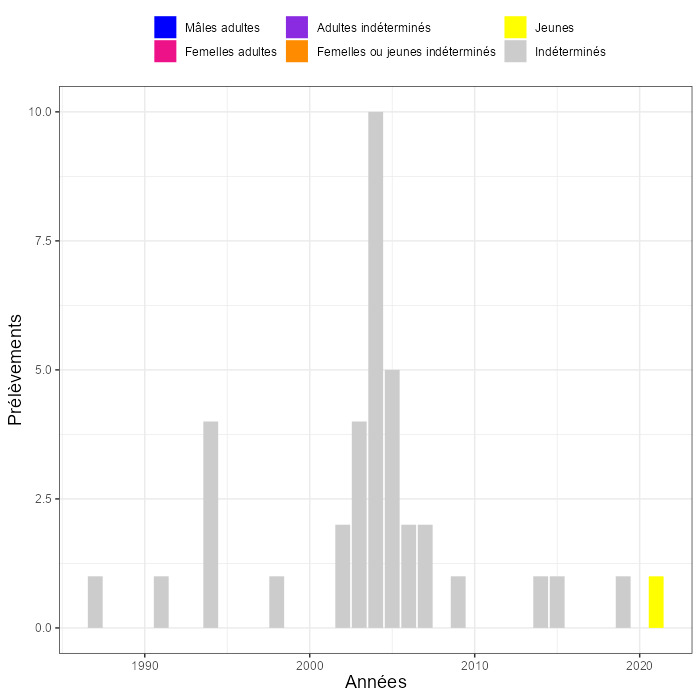 Mâles adultes Adultes indéterminés Jeunes
Femelles adultes Femelles ou jeunes indéterminés Indéterminés
10.0
7.5
5.0
2.5
0.0
Prélèvements
1990 2000 2010 2020
Années